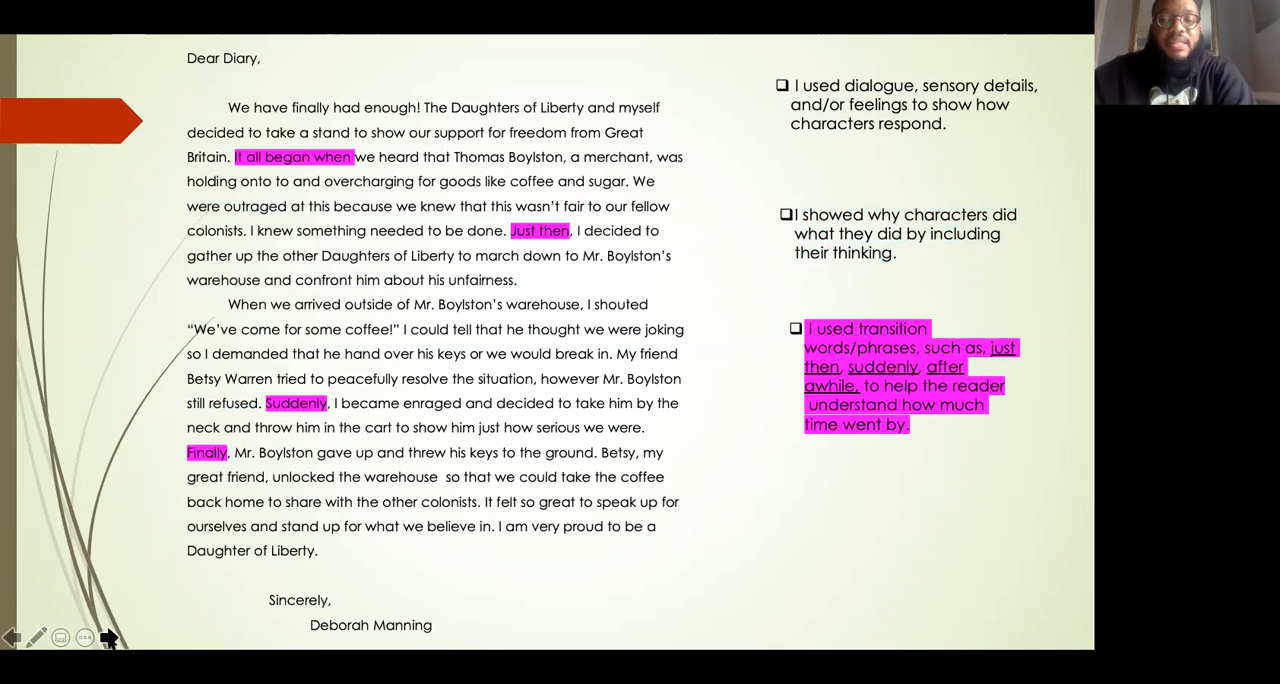 Dear Diary,
We have finally had enough! The Daughters of Liberty and myself
decided to take a stand to show our support for freedom from Great
Britain. It all began when we heard that Thomas Boylston, a merchant, was
holding onto to and overcharging for goods like coffee and sugar. We
were outraged at this because we knew that this wasn't fair to our fellow
colonists. I knew something needed to be done. Just then, I decided to
gather up the other Daughters of Liberty to march down to Mr. Boylston's
warehouse and confront him about his unfairness.
When we arrived outside of Mr. Boylston's warehouse, I shouted
“We've come for some coffee!” I could tell that he thought we were joking
so I demanded that he hand over his keys or we would break in. My friend
Betsy Warren tried to peacefully resolve the situation, however Mr. Boylston
still refused. Suddenly, I became enraged and decided to take him by the
neck and throw him in the cart to show him just how serious we were.
Finally, Mr. Boylston gave up and threw his keys to the ground. Betsy, my
great friend, unlocked the warehouse  so that we could take the coffee
back home to share with the other colonists. It felt so great to speak up for
ourselves and stand up for what we believe in. I am very proud to be a
Daughter of Liberty.
Sincerely,
Deborah Manning
I used dialogue, sensory details,
and/or feelings to show how
characters respond.
I showed why characters did
what they did by including
their thinking.
I used transition
words/phrases, such as, just
then, suddenly, after
awhile, to help the reader
understand how much
time went by.